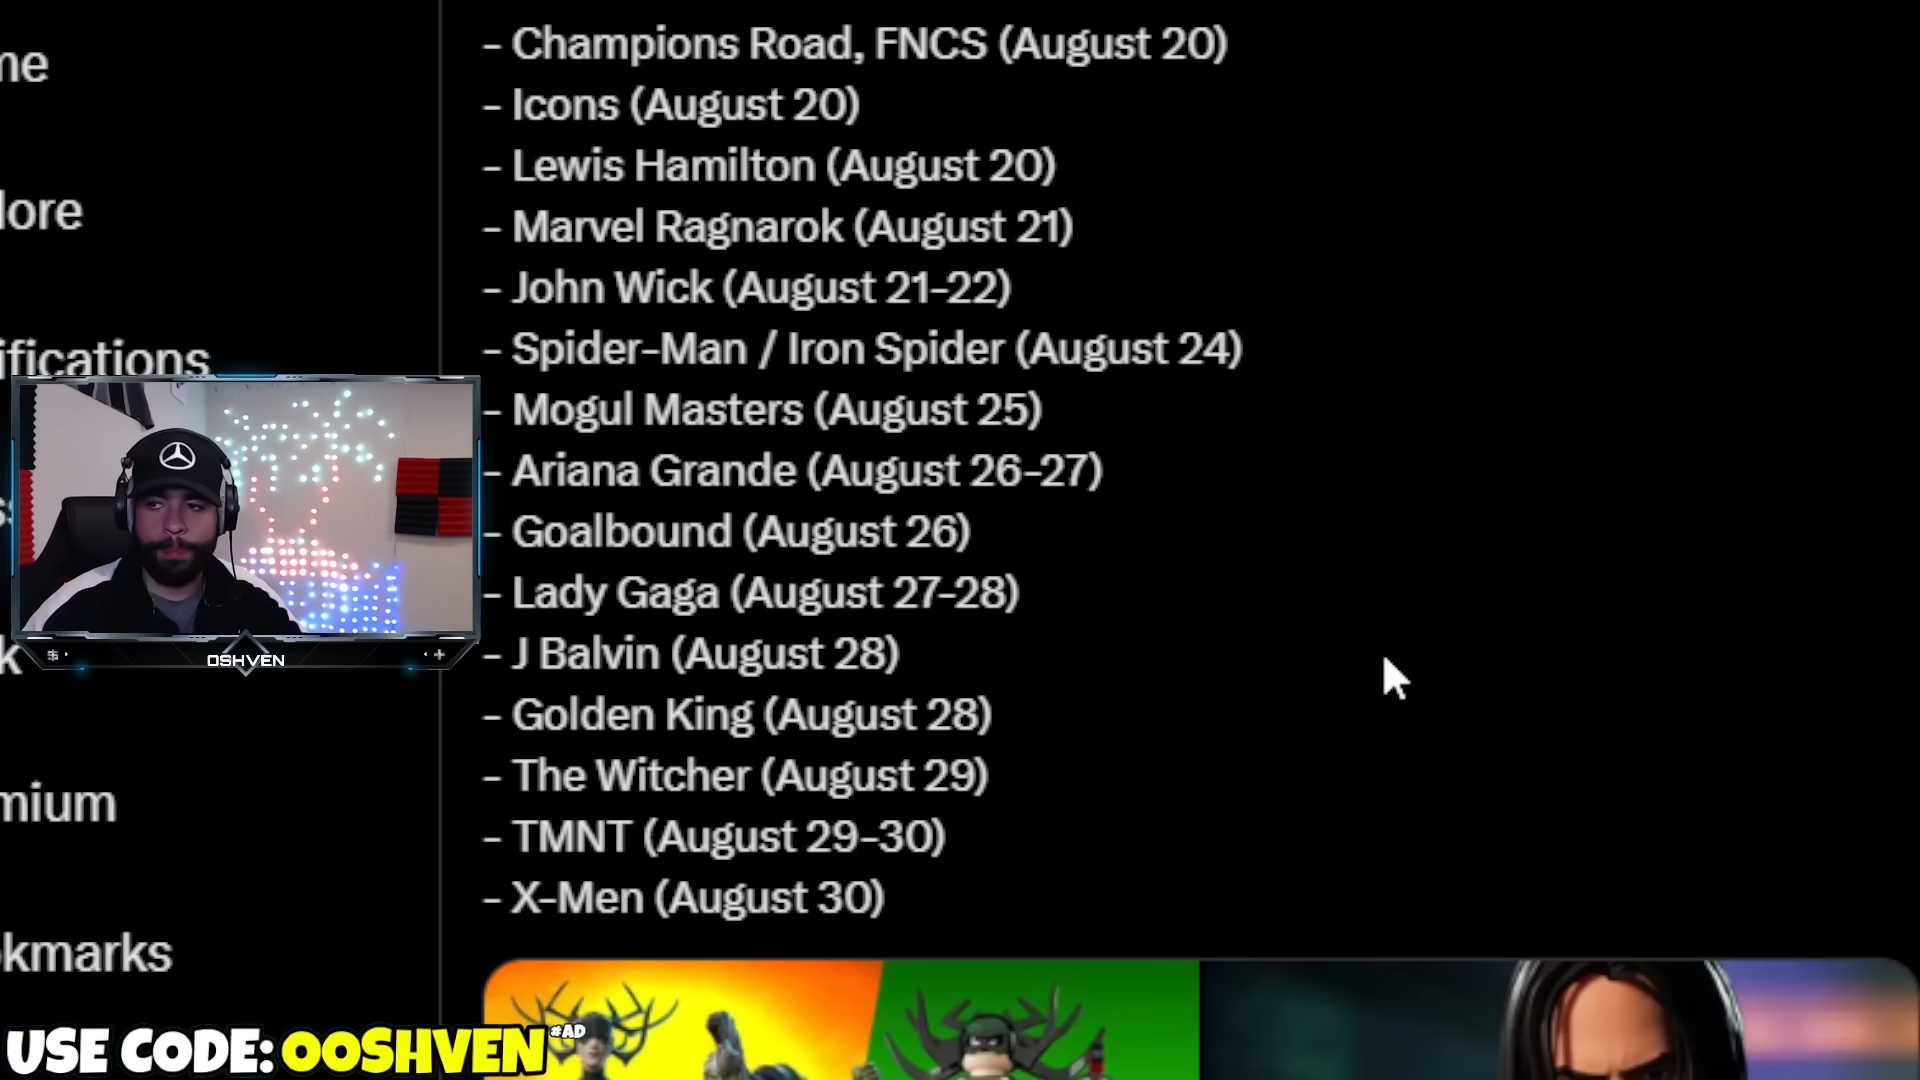 – Champions Road, FNCS (August 20)
– Icons (August 20)
– Lewis Hamilton (August 20)
– Marvel Ragnarok (August 21)
– John Wick (August 21-22)
– Spider-Man / Iron Spider (August 24)
– Mogul Masters (August 25)
– Ariana Grande (August 26-27)
– Goalbound (August 26)
– Lady Gaga (August 27-28)
– J Balvin (August 28)
– Golden King (August 28)
– The Witcher (August 29)
– TMNT (August 29-30)
– X-Men (August 30)
me
lore
ifications
k
mium
okmarks
OSHVEN
USE CODE: OOSHVEN #AD